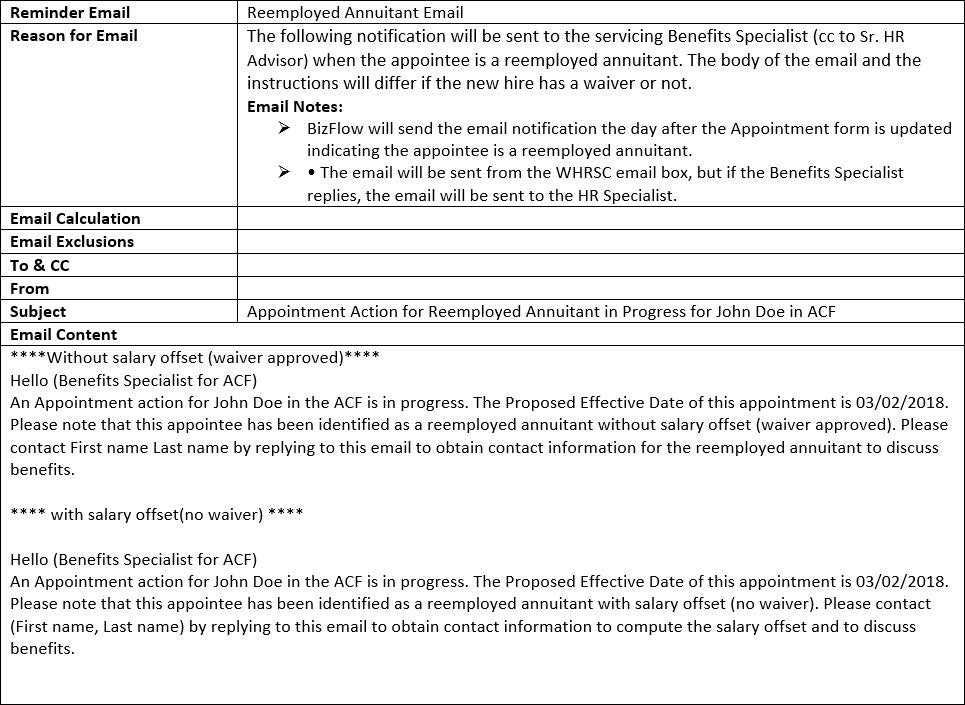 Reminder Email Reemployed Annuitant Email
Reason for Email The following notification will be sent to the servicing Benefits Specialist (cc to Sr. HR
Advisor) when the appointee is a reemployed annuitant. The body of the email and the
instructions will differ if the new hire has a waiver or not.
Email Notes:
➢ BizFlow will send the email notification the day after the Appointment form is updated
indicating the appointee is a reemployed annuitant.
➢ • The email will be sent from the WHRSC email box, but if the Benefits Specialist
replies, the email will be sent to the HR Specialist.
Email Calculation
Email Exclusions
To & CC
From
Subject Appointment Action for Reemployed Annuitant in Progress for John Doe in ACF
Email Content
****Without salary offset (waiver approved)****
Hello (Benefits Specialist for ACF)
An Appointment action for John Doe in the ACF is in progress. The Proposed Effective Date of this appointment is 03/02/2018.
Please note that this appointee has been identified as a reemployed annuitant without salary offset (waiver approved). Please
contact First name Last name by replying to this email to obtain contact information for the reemployed annuitant to discuss
benefits.
**** with salary offset(no waiver) ****
Hello (Benefits Specialist for ACF)
An Appointment action for John Doe in the ACF is in progress. The Proposed Effective Date of this appointment is 03/02/2018.
Please note that this appointee has been identified as a reemployed annuitant with salary offset (no waiver). Please contact
(First name, Last name) by replying to this email to obtain contact information to compute the salary offset and to discuss
benefits.